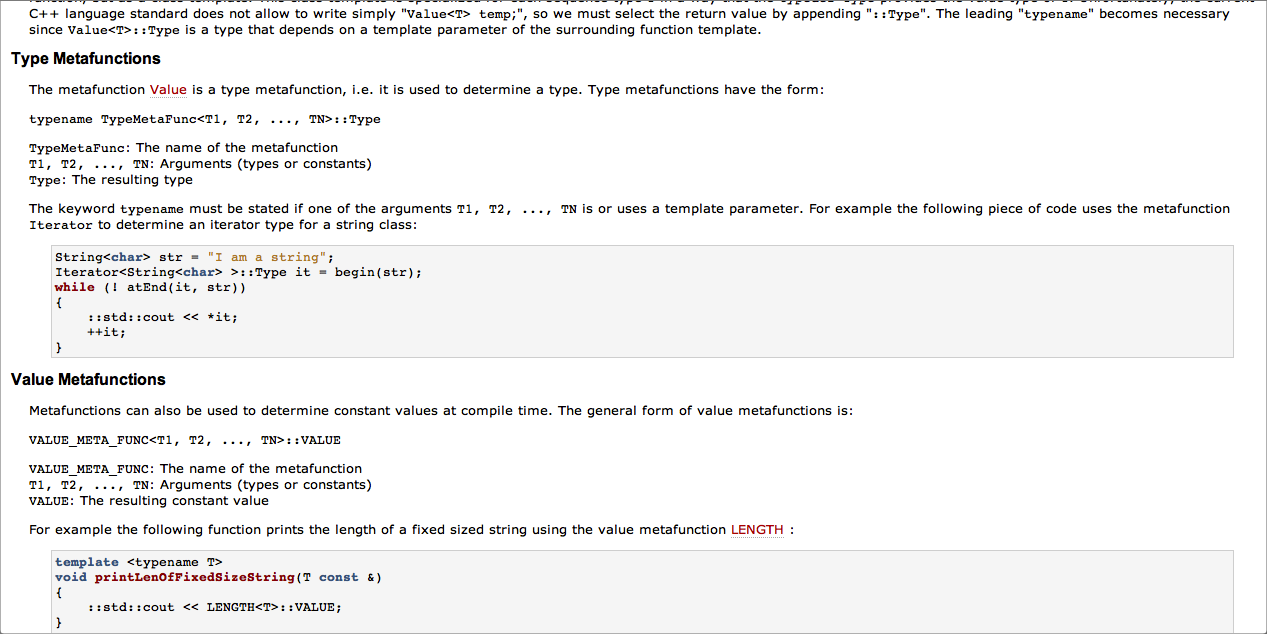 C++ language standard does not allow to write simply "Value<T> temp;", so we must select the return value by appending "::Type". The leading "typename" becomes necessary
since Value<T>::Type is a type that depends on a template parameter of the surrounding function template.
Type Metafunctions
The metafunction Value is a type metafunction, i.e. it is used to determine a type. Type metafunctions have the form:
typename TypeMetaFunc<T1, T2, ..., TN>::Type
TypeMetaFunc: The name of the metafunction
T1, T2, ..., TN: Arguments (types or constants)
Type: The resulting type
The keyword typename must be stated if one of the arguments T1, T2, ..., TN is or uses a template parameter. For example the following piece of code uses the metafunction
Iterator to determine an iterator type for a string class:
String<char> str = "I am a string";
Iterator<String<char> >::Type it = begin(str);
while (! atEnd(it, str))
{
::std::cout << *it;
++it;
}
Value Metafunctions
Metafunctions can also be used to determine constant values at compile time. The general form of value metafunctions is:
VALUE_META_FUNC<T1, T2, ..., TN>::VALUE
VALUE_META_FUNC: The name of the metafunction
T1, T2, ..., TN: Arguments (types or constants)
VALUE: The resulting constant value
For example the following function prints the length of a fixed sized string using the value metafunction LENGTH :
template <typename T>
void printLenOfFixedSizeString(T const &)
{
::std::cout << LENGTH<T>::VALUE;
}